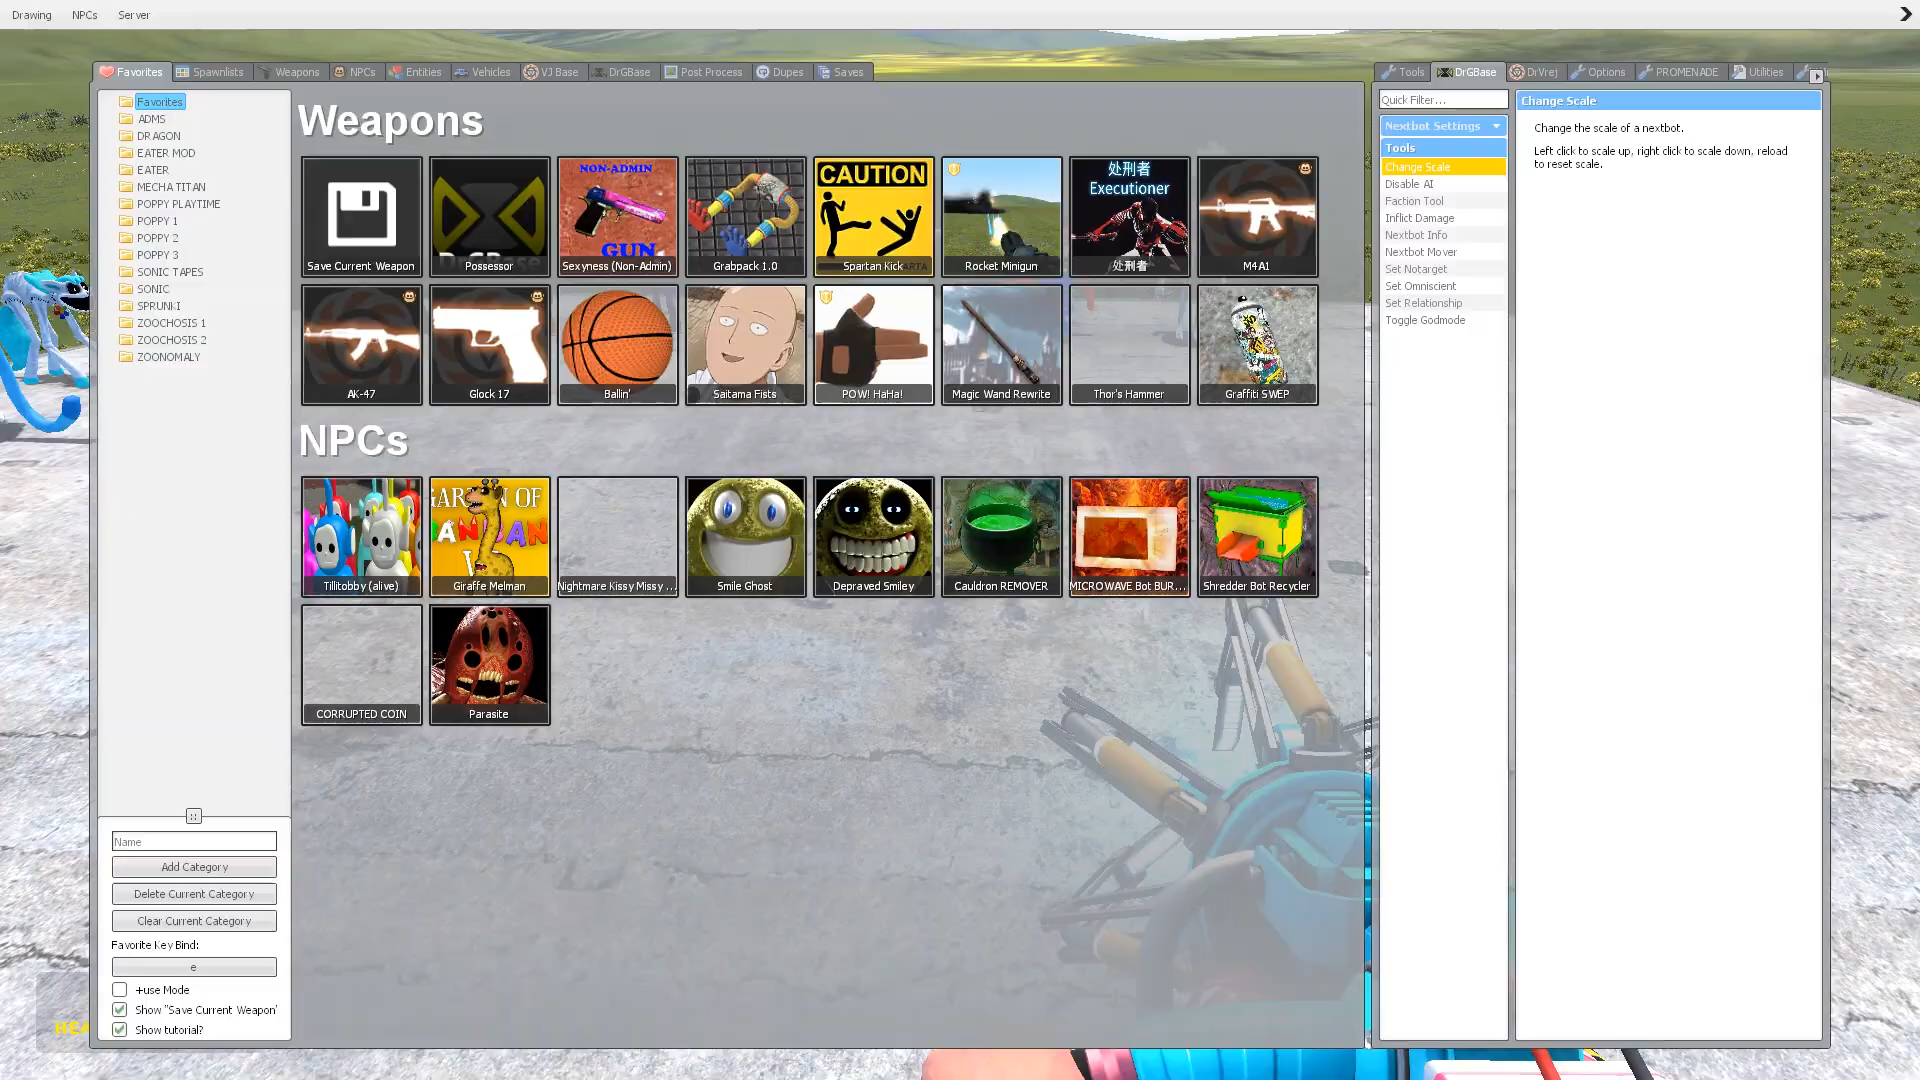 Drawing NPCs Server
Favorites Spawnlists Weapons NPCs Entities Vehicles VJ Base DrGBase Post Process Dupes Saves
Tools DrGBase DrVrej Options PROMENADE Utilities
Favorites
ADMS
DRAGON
EATER MOD
EATER
MECHA TITAN
POPPY PLAYTIME
POPPY 1
POPPY 2
POPPY 3
SONIC TAPES
SONIC
SPRUNKI
ZOOCHOSIS 1
ZOOCHOSIS 2
ZOONOMALY
Name
Add Category
Delete Current Category
Clear Current Category
Favorite Key Bind:
e
+use Mode
Show "Save Current Weapon"
Show tutorial?
Weapons
NON-ADMIN
GUN
CAUTION
处刑者
Executioner
Save Current Weapon Possessor Sexyness (Non-Admin) Grabpack 1.0 Spartan Kick Rocket Minigun 处刑者 M4A1
AK-47 Glock 17 Ballin' Saitama Fists POW! HaHa! Magic Wand Rewrite Thor's Hammer Graffiti SWEP
NPCs
Tillitobby (alive) Giraffe Melman Nightmare Kissy Missy ... Smile Ghost Depraved Smiley Cauldron REMOVER MICROWAVE Bot BUR... Shredder Bot Recycler
CORRUPTED COIN Parasite
Quick Filter...
Nextbot Settings
Tools
Change Scale
Disable AI
Faction Tool
Inflict Damage
Nextbot Info
Nextbot Mover
Set Notarget
Set Omniscient
Set Relationship
Toggle Godmode
Change Scale
Change the scale of a nextbot.
Left click to scale up, right click to scale down, reload
to reset scale.